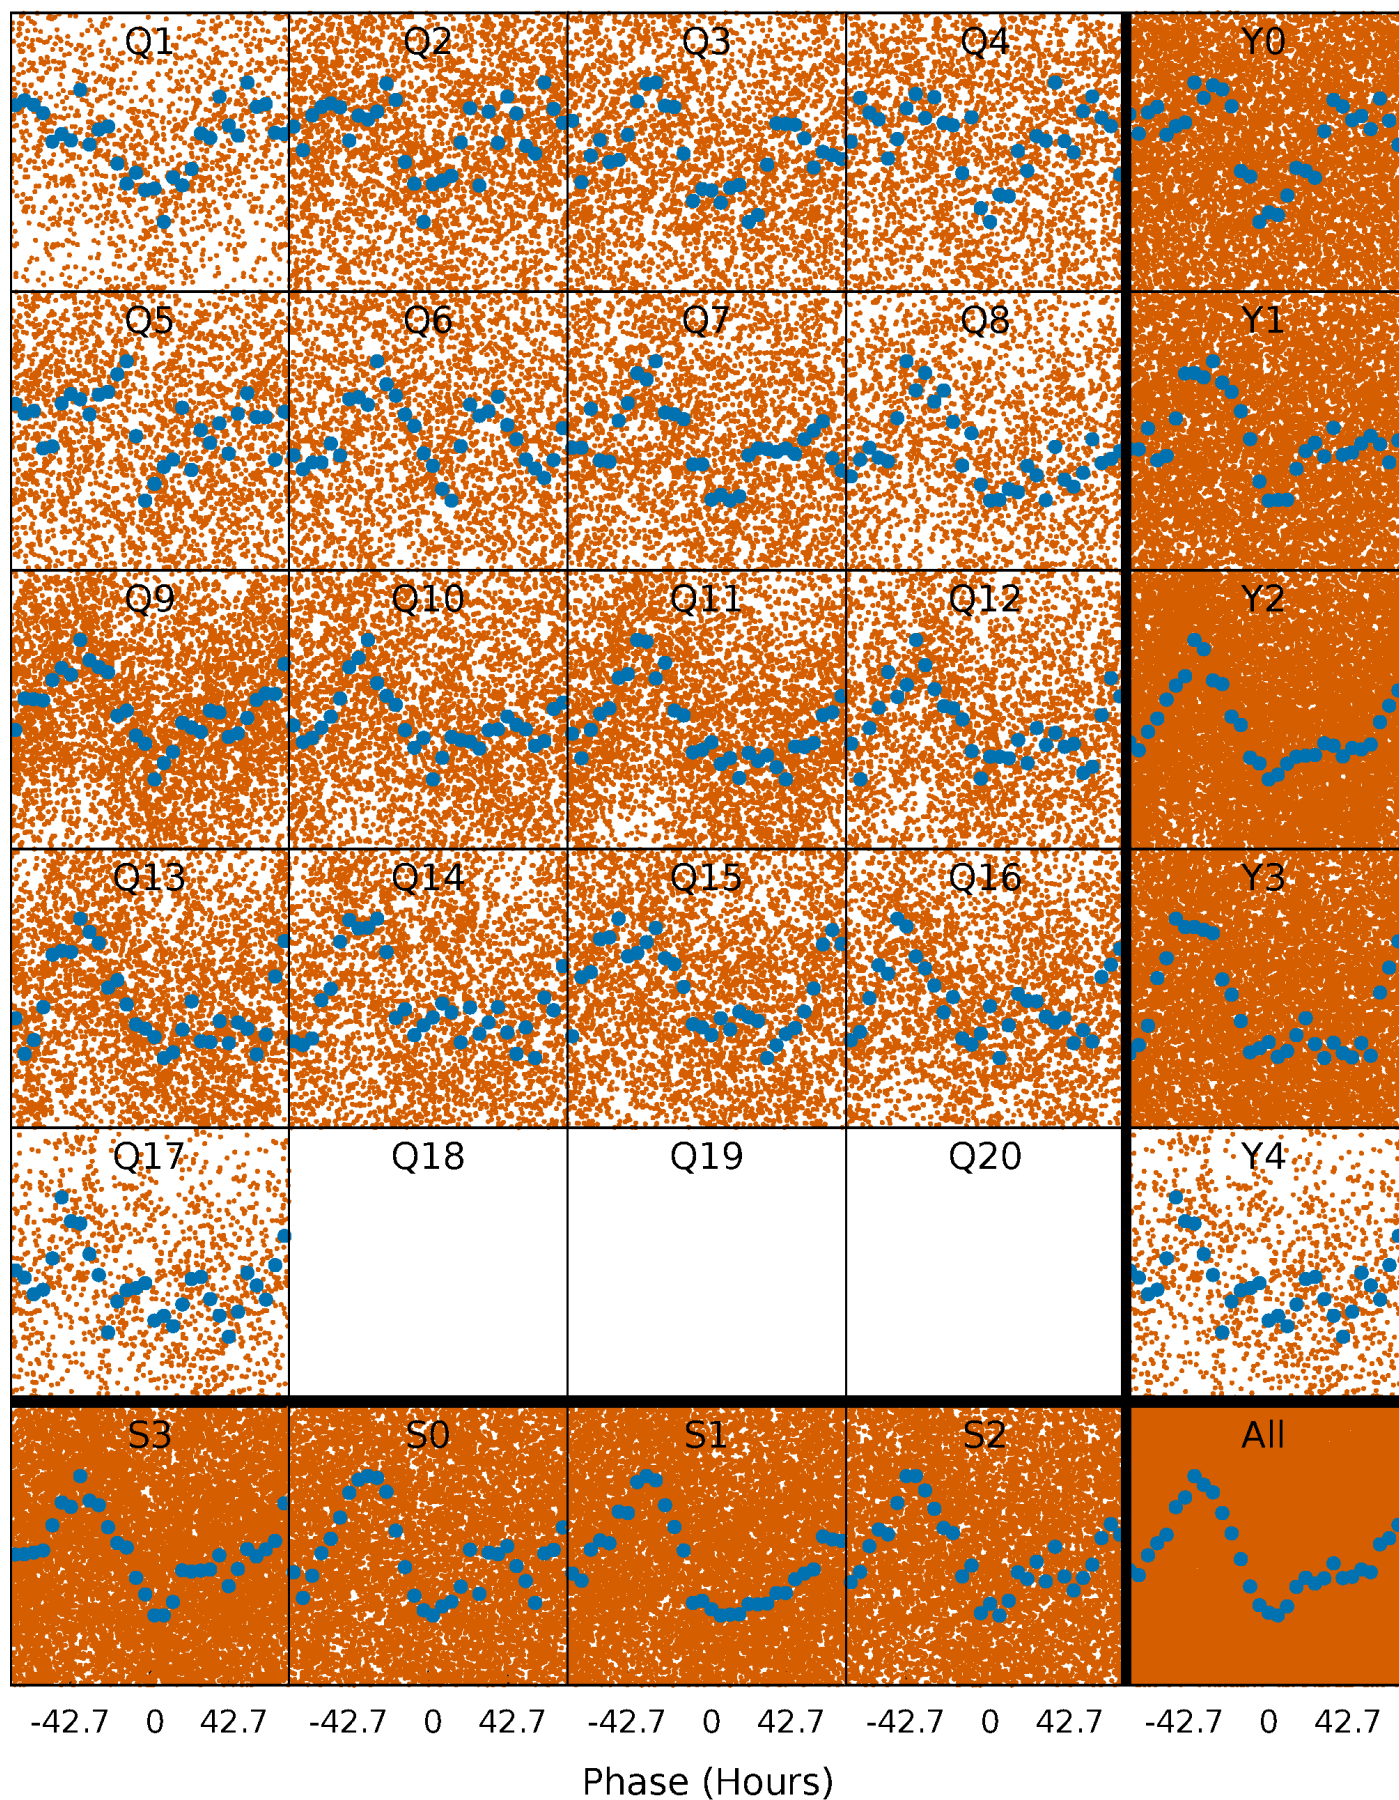 Q1 Q2 Q3 Q4 Y0
Q5 Q6 Q7 Q8 Y1
Q9 Q10 Q11 Q12 Y2
Q13 Q14 Q15 Q16 Y3
Q17 Q18 Q19 Q20 Y4
S3 S0 S1 S2 All
-42.7 0 42.7 -42.7 0 42.7 -42.7 0 42.7 -42.7 0 42.7 -42.7 0 42.7
Phase (Hours)